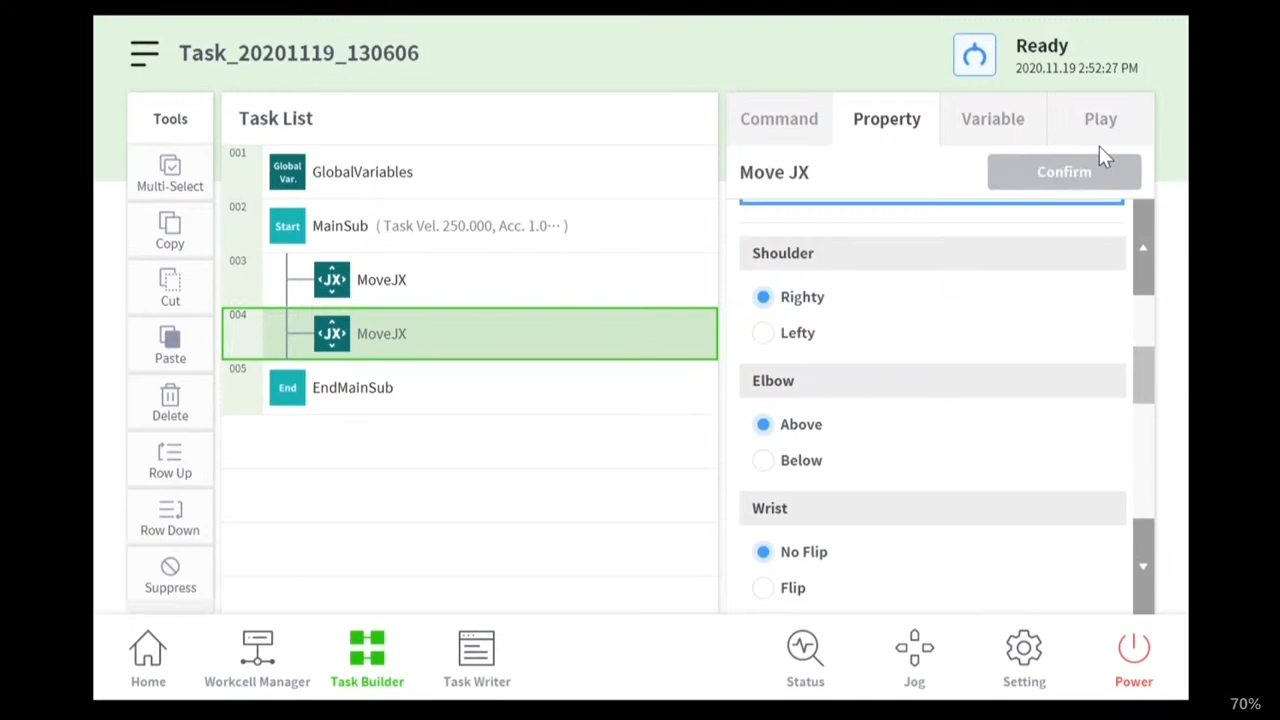 Task_20201119_130606
Ready
2020.11.19 2:52:27 PM
Tools
Multi-Select
Copy
Cut
Paste
Delete
Row Up
Row Down
Suppress
Task List
001
Global Var.
GlobalVariables
002
Start
MainSub ( Task Vel. 250.000, Acc. 1.0⋯ )
003
JX
MoveJX
004
JX
MoveJX
005
End
EndMainSub
Command
Property
Variable
Play
Move JX
Confirm
Shoulder
Righty
Lefty
Elbow
Above
Below
Wrist
No Flip
Flip
Home
Workcell Manager
Task Builder
Task Writer
Status
Jog
Setting
Power
70%